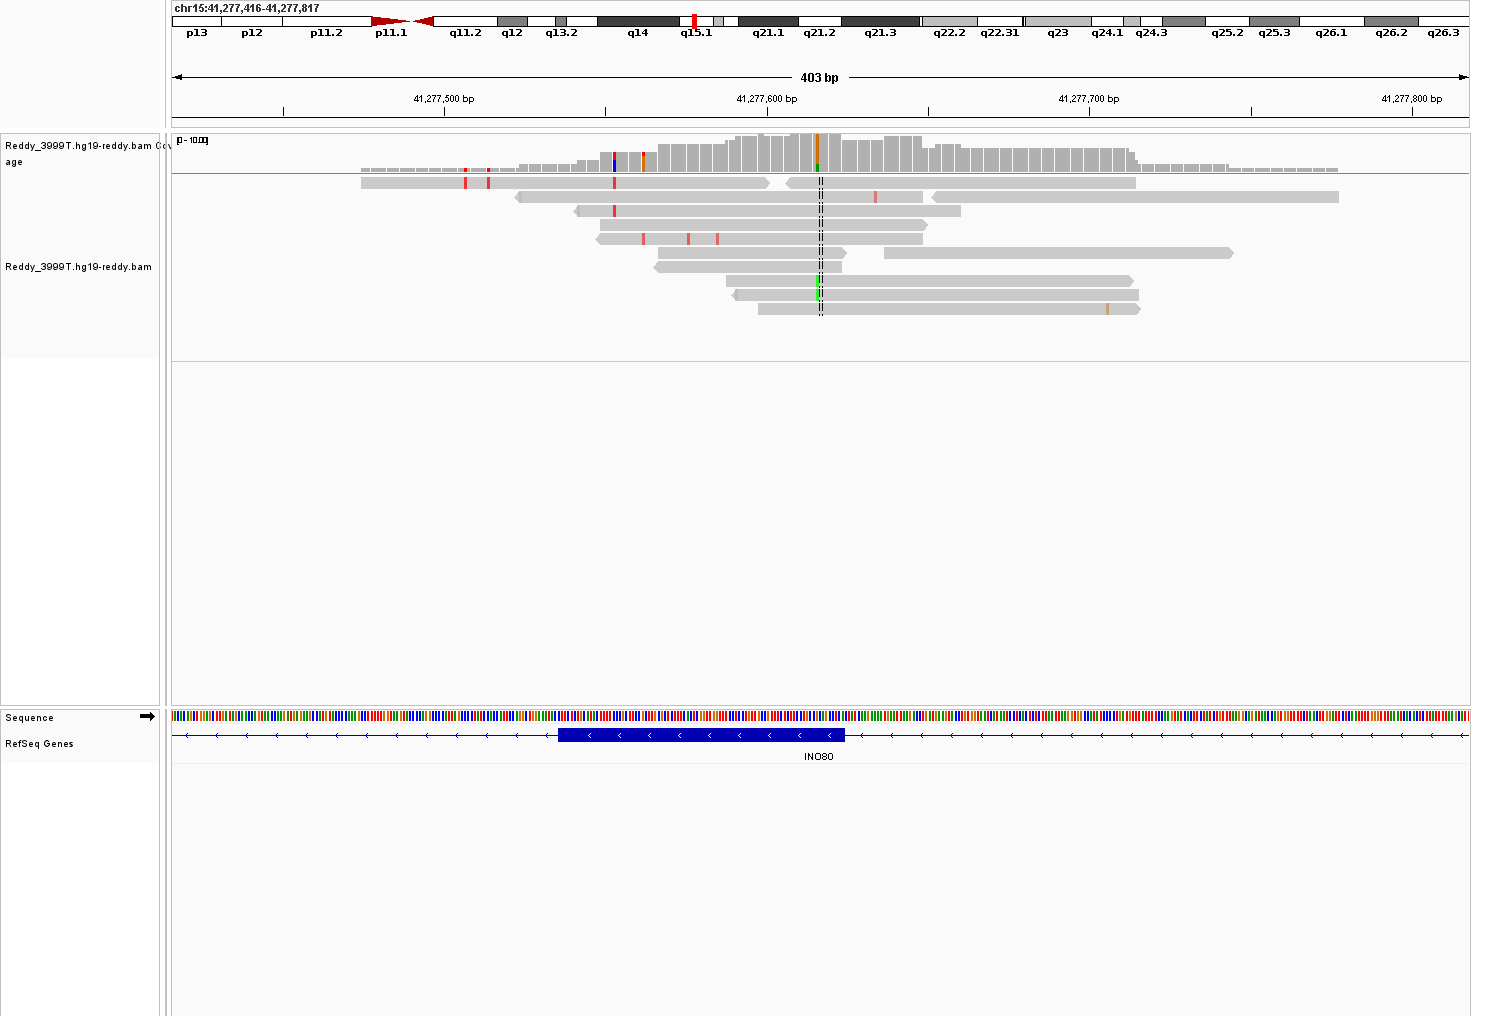 chr15:41,277,416-41,277,817
p13 p12 p11.2 p11.1 q11.2 q12 q13.2 q14 q15.1 q21.1 q21.2 q21.3 q22.2 q22.31 q23 q24.1 q24.3 q25.2 q25.3 q26.1 q26.2 q26.3
403 bp
41,277,500 bp 41,277,600 bp 41,277,700 bp 41,277,800 bp
Reddy_3999T.hg19-reddy.bam Cov
age
[0 - 10.00]
Reddy_3999T.hg19-reddy.bam
Sequence
RefSeq Genes
INO80